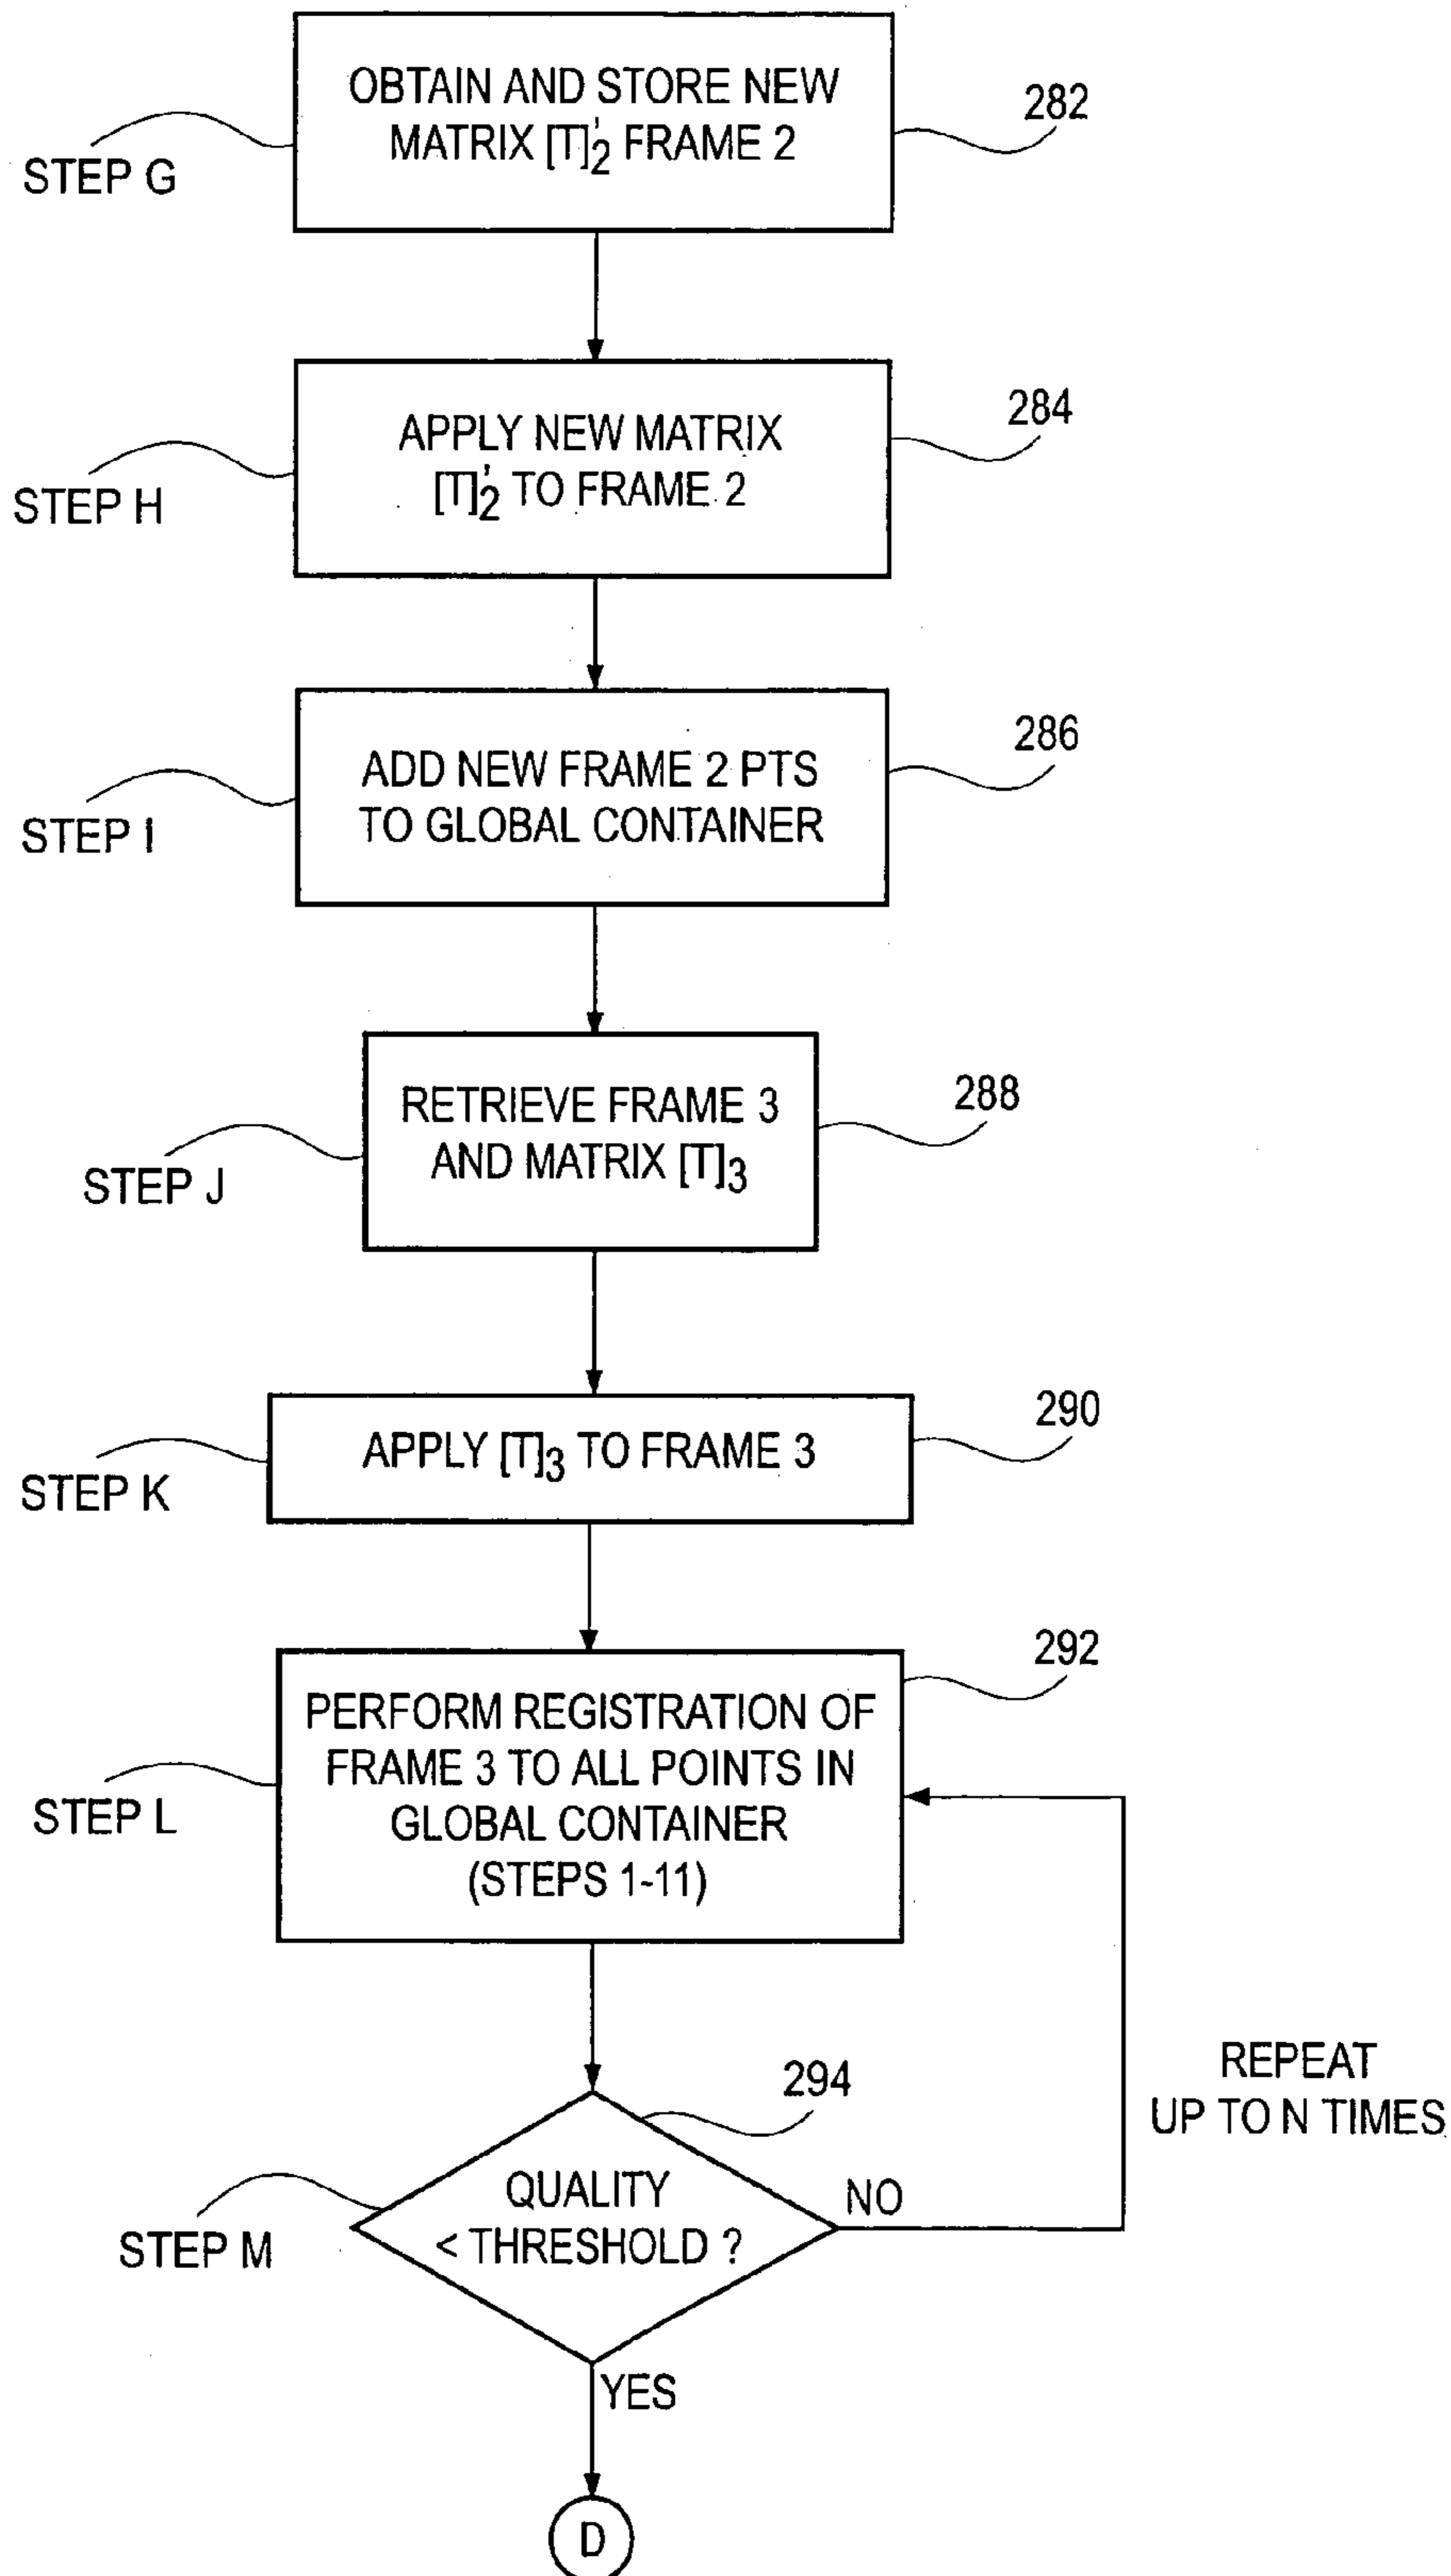 OBTAIN AND STORE NEW
MATRIX [T]'2 FRAME 2
282
STEP G
APPLY NEW MATRIX
[T]'2 TO FRAME 2
284
STEP H
ADD NEW FRAME 2 PTS
TO GLOBAL CONTAINER
286
STEP I
RETRIEVE FRAME 3
AND MATRIX [T]3
288
STEP J
APPLY [T]3 TO FRAME 3
290
STEP K
PERFORM REGISTRATION OF
FRAME 3 TO ALL POINTS IN
GLOBAL CONTAINER
(STEPS 1-11)
292
STEP L
REPEAT
UP TO N TIMES
294
QUALITY
< THRESHOLD ?
NO
STEP M
YES
D